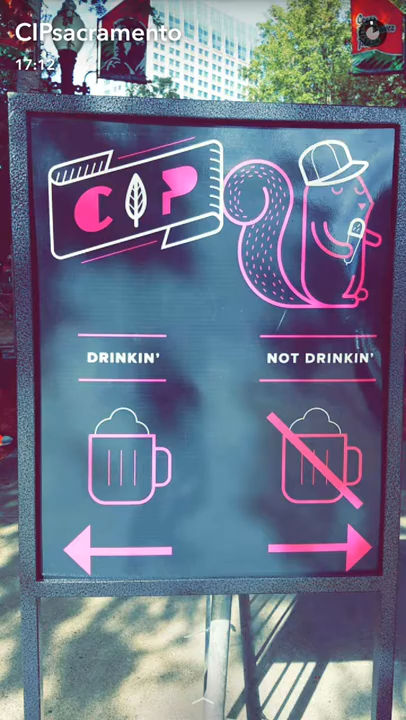 CIPsacramento
17:12
CIP
DRINKIN'
NOT DRINKIN'